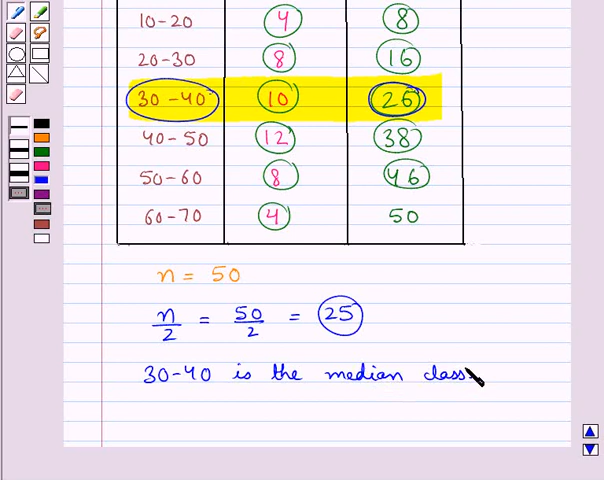 10-20 4 8
20-30 8 16
30-40 10 26
40-50 12 38
50-60 8 46
60-70 4 50
n = 50
n/2 = 50/2 = 25
30-40 is the median class.